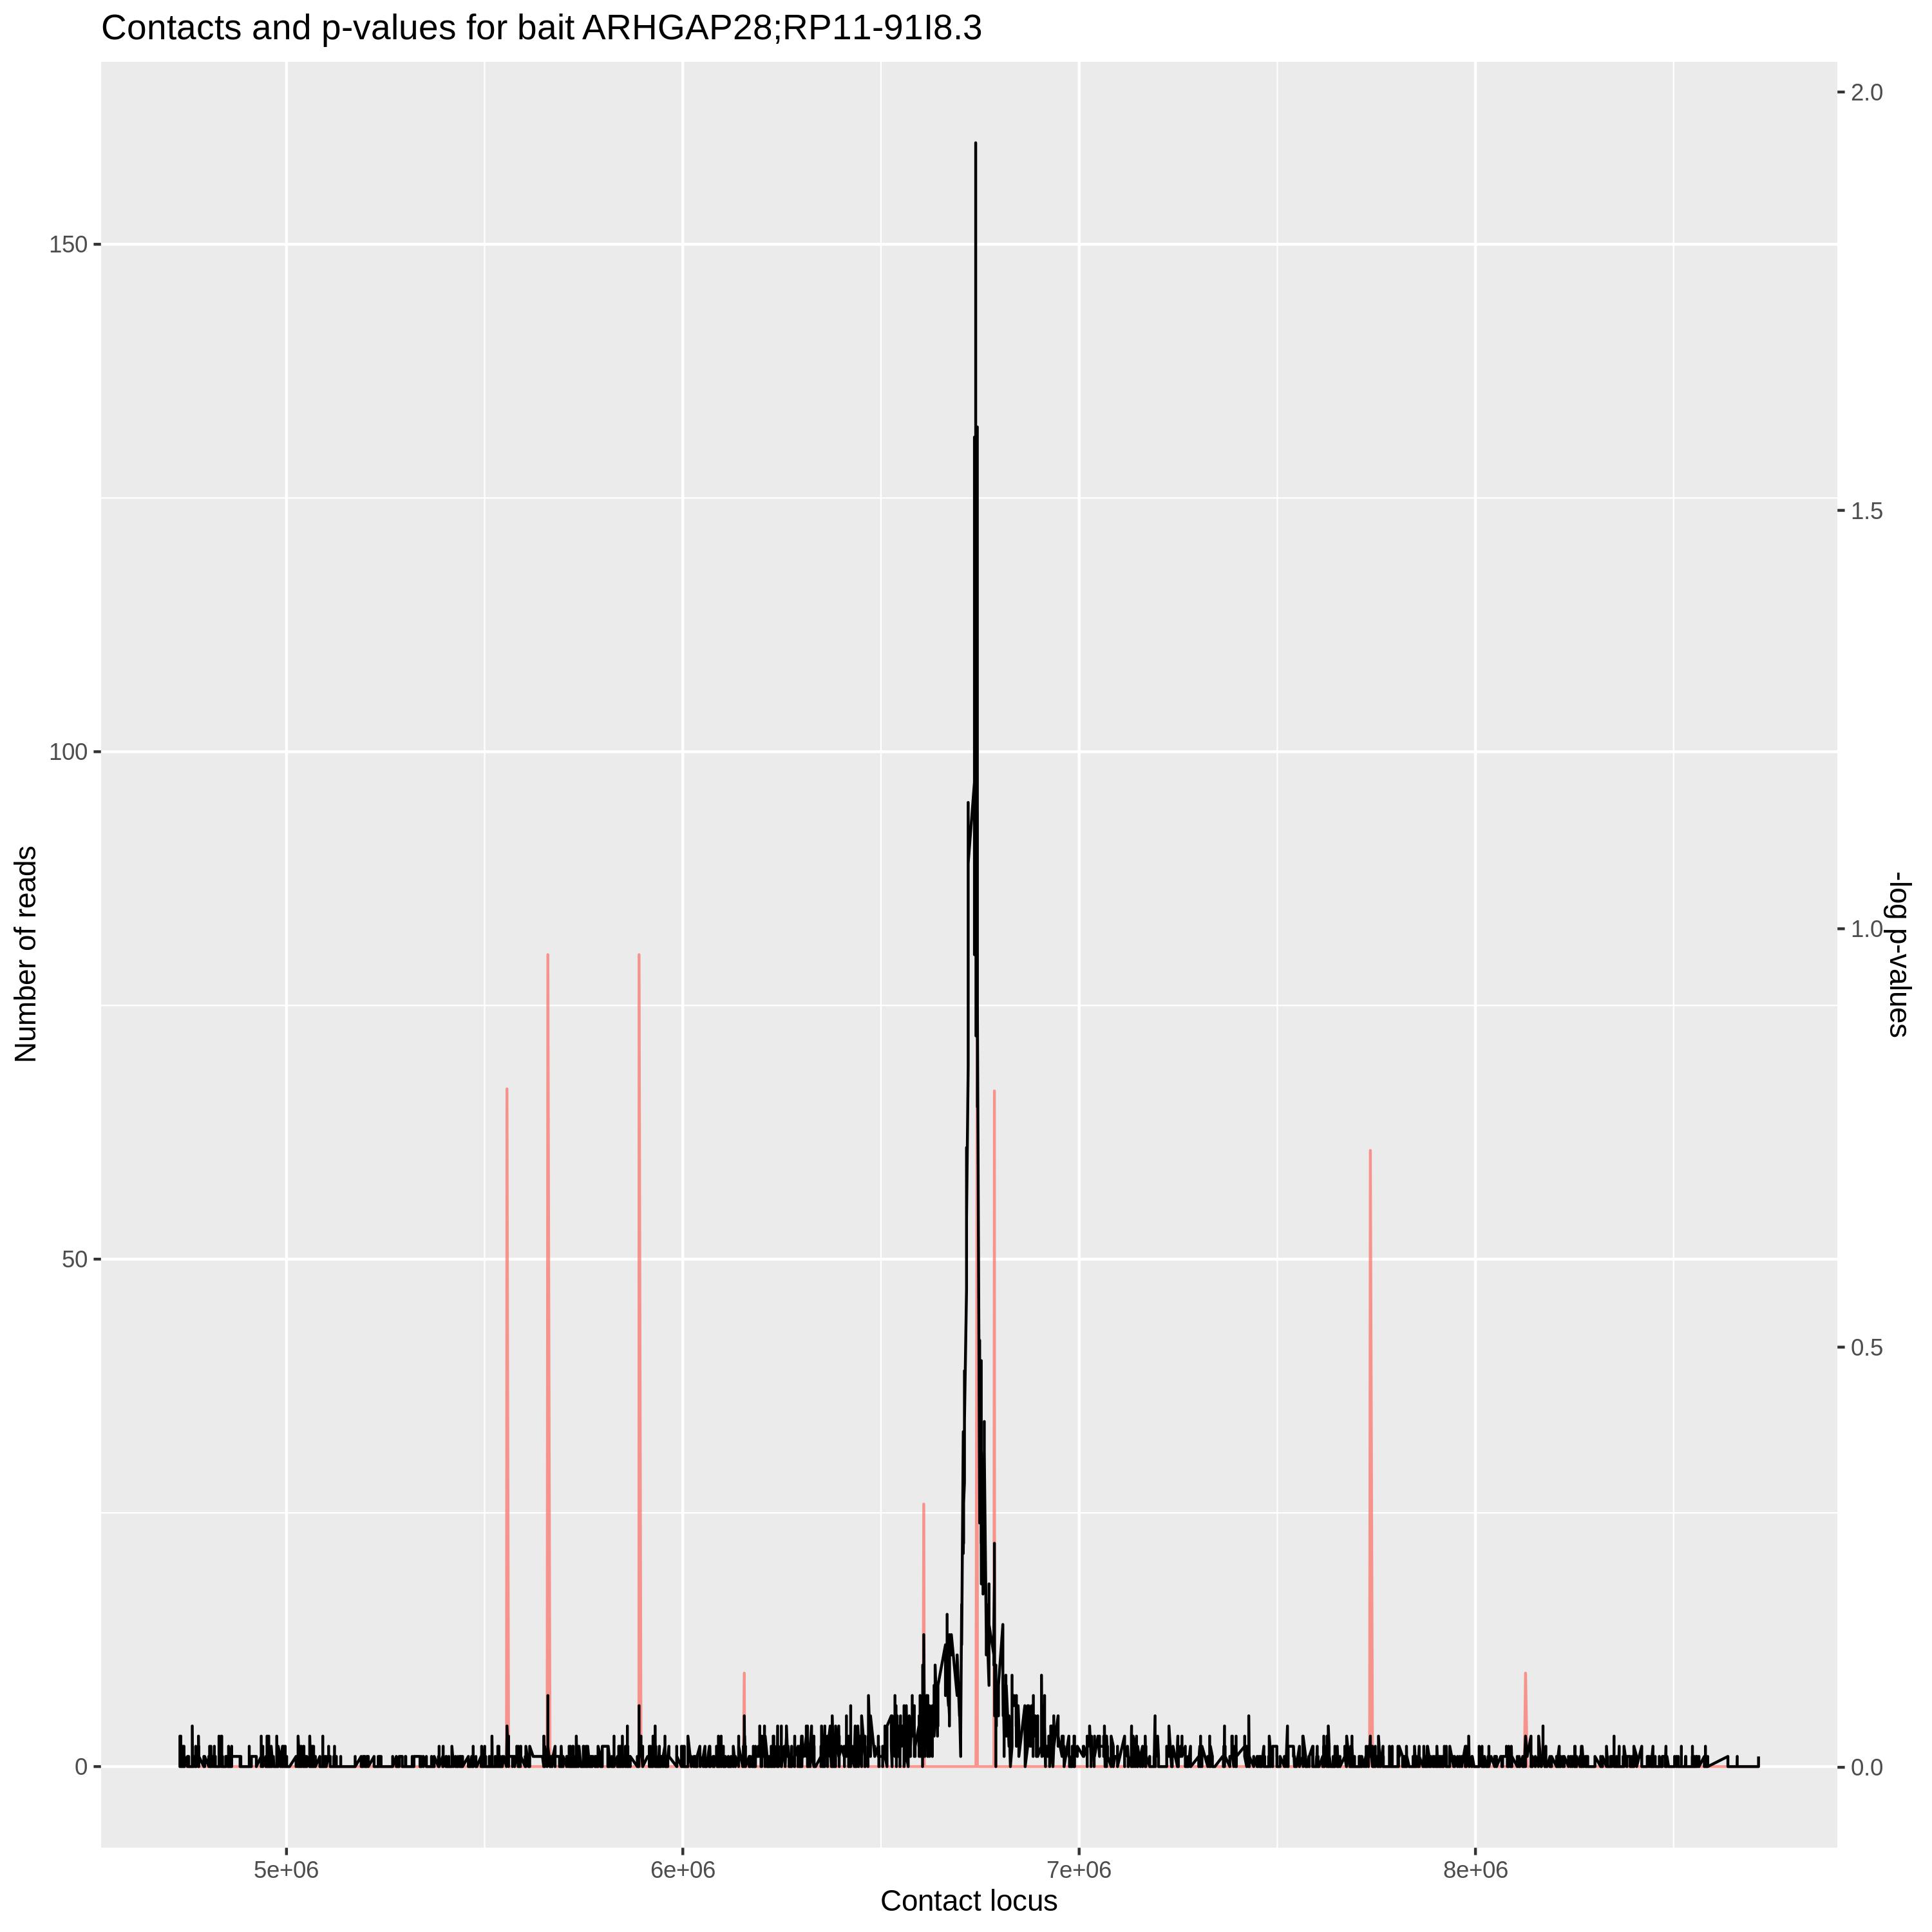 Contacts and p-values for bait ARHGAP28;RP11-91I8.3
Number of reads
150
100
50
0
2.0
1.5
1.0
0.5
0.0
-log p-values
5e+06
6e+06
7e+06
8e+06
Contact locus